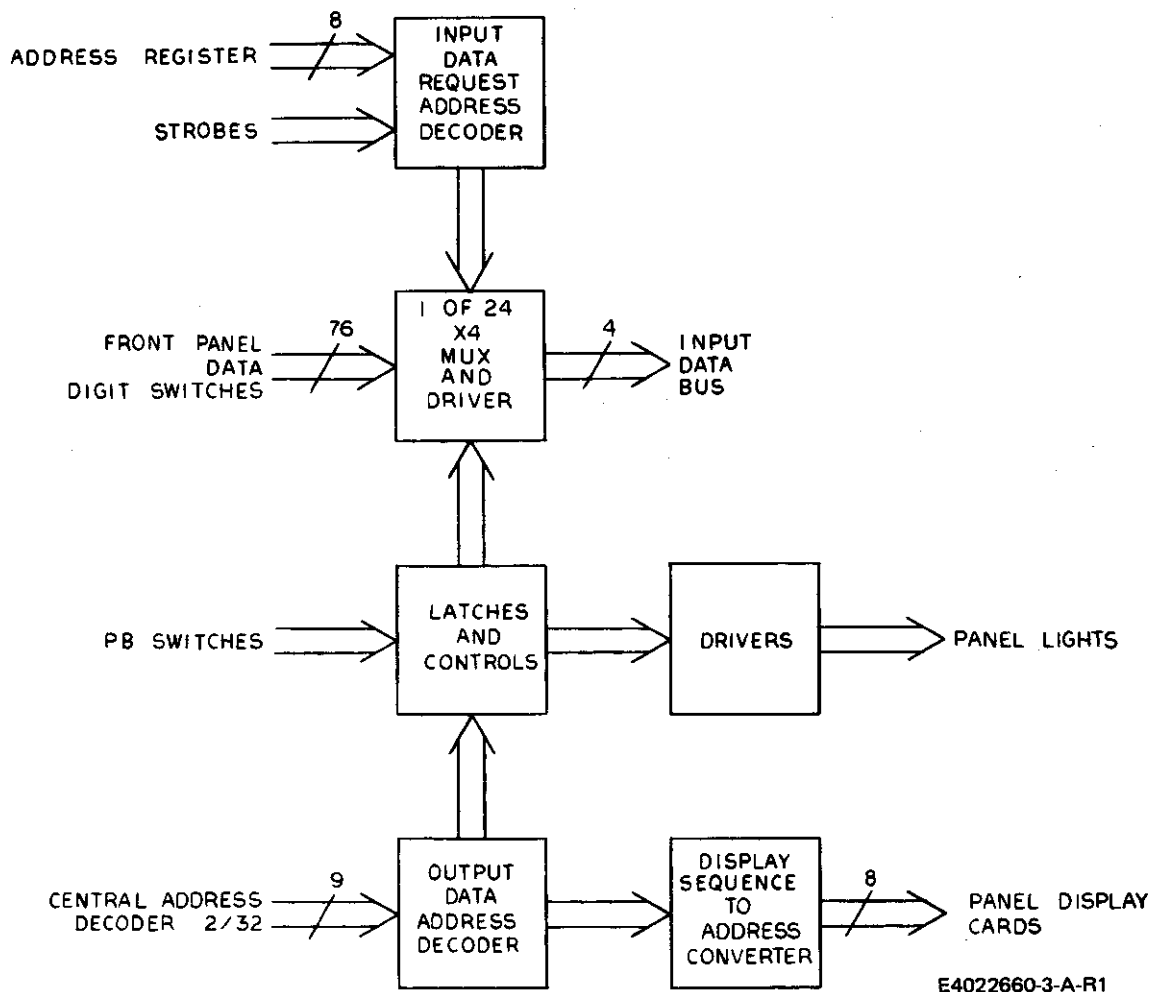 8
ADDRESS REGISTER
STROBES
INPUT
DATA
REQUEST
ADDRESS
DECODER
76
FRONT PANEL
DATA
DIGIT SWITCHES
1 OF 24
X4
MUX
AND
DRIVER
4
INPUT
DATA
BUS
PB SWITCHES
LATCHES
AND
CONTROLS
DRIVERS
PANEL LIGHTS
9
CENTRAL ADDRESS
DECODER 2/32
OUTPUT
DATA
ADDRESS
DECODER
DISPLAY
SEQUENCE
TO
ADDRESS
CONVERTER
8
PANEL DISPLAY
CARDS
E4022660-3-A-R1